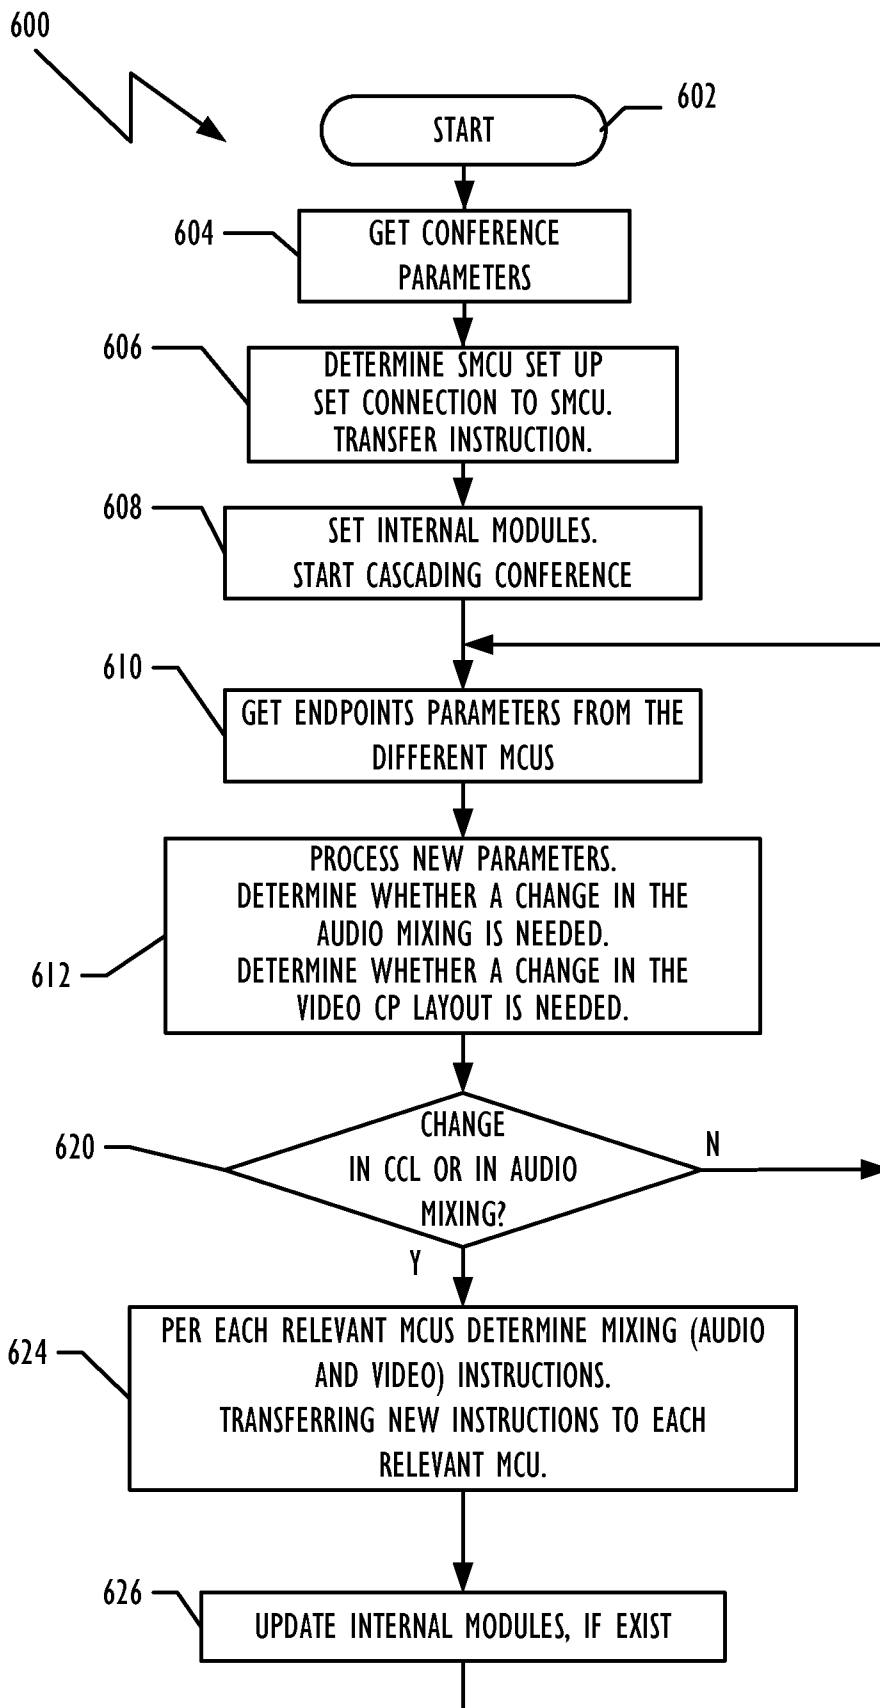 600
602
START
604
GET CONFERENCE
PARAMETERS
606
DETERMINE SMCU SET UP
SET CONNECTION TO SMCU.
TRANSFER INSTRUCTION.
608
SET INTERNAL MODULES.
START CASCADING CONFERENCE
610
GET ENDPOINTS PARAMETERS FROM THE
DIFFERENT MCUS
612
PROCESS NEW PARAMETERS.
DETERMINE WHETHER A CHANGE IN THE
AUDIO MIXING IS NEEDED.
DETERMINE WHETHER A CHANGE IN THE
VIDEO CP LAYOUT IS NEEDED.
620
CHANGE
IN CCL OR IN AUDIO
MIXING?
N
Y
624
PER EACH RELEVANT MCUS DETERMINE MIXING (AUDIO
AND VIDEO) INSTRUCTIONS.
TRANSFERRING NEW INSTRUCTIONS TO EACH
RELEVANT MCU.
626
UPDATE INTERNAL MODULES, IF EXIST